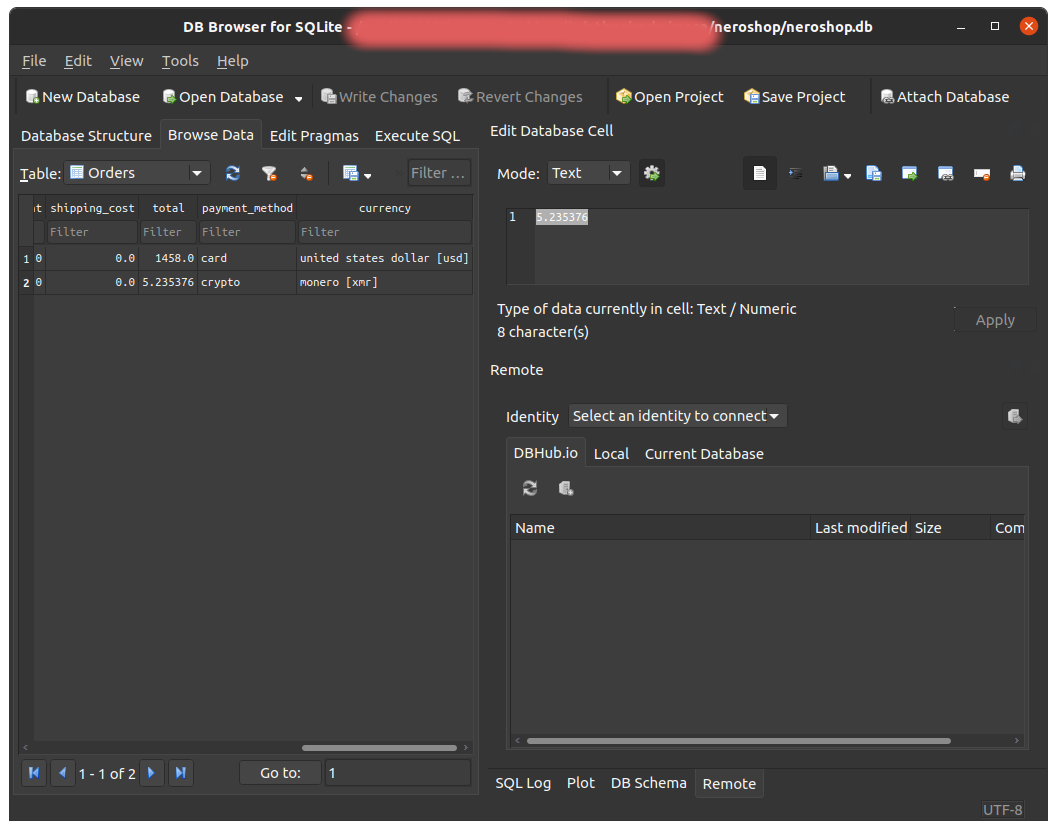 DB Browser for SQLite - /neroshop/neroshop.db
File Edit View Tools Help
New Database Open Database Write Changes Revert Changes Open Project Save Project Attach Database
Database Structure Browse Data Edit Pragmas Execute SQL
Table: Orders Filter ...
shipping_cost total payment_method currency
Filter Filter Filter Filter
1 0 0.0 1458.0 card united states dollar [usd]
2 0 0.0 5.235376 crypto monero [xmr]
1 - 1 of 2 Go to: 1
Edit Database Cell
Mode: Text
1 5.235376
Type of data currently in cell: Text / Numeric
8 character(s)
Apply
Remote
Identity Select an identity to connect
DBHub.io Local Current Database
Name Last modified Size Com
SQL Log Plot DB Schema Remote
UTF-8